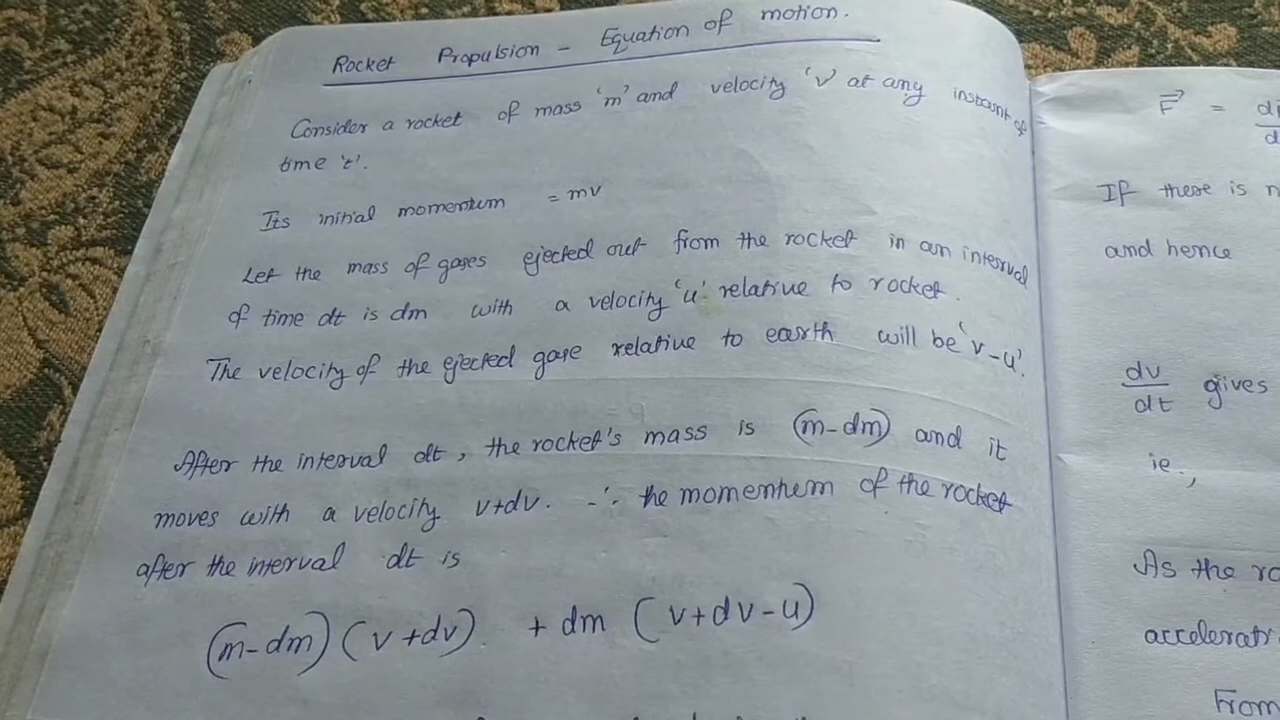 Rocket Propulsion - Equation of motion.
Consider a rocket of mass 'm' and velocity 'v' at any instant of
time 't'.
Its initial momentum = mv
Let the mass of gases ejected out from the rocket in an interval
of time dt is dm with a velocity 'u' relative to rocket.
The velocity of the ejected gase relative to earth will be 'v-u'.
After the interval dt, the rocket's mass is (m-dm) and it
moves with a velocity v+dv. ∴ the momentum of the rocket
after the interval dt is
(m-dm) (v+dv) + dm (v+dv-u)
F⃗ =
If there is
and hence
dv/dt gives
ie.,
As the
From